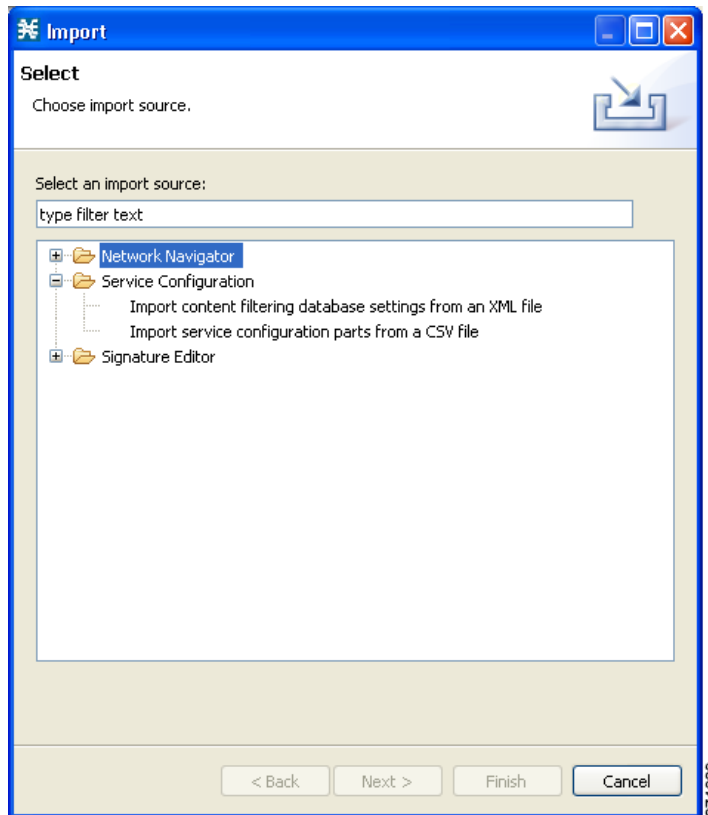 Import
Select
Choose import source.
Select an import source:
type filter text
Network Navigator
Service Configuration
Import content filtering database settings from an XML file
Import service configuration parts from a CSV file
Signature Editor
< Back
Next >
Finish
Cancel